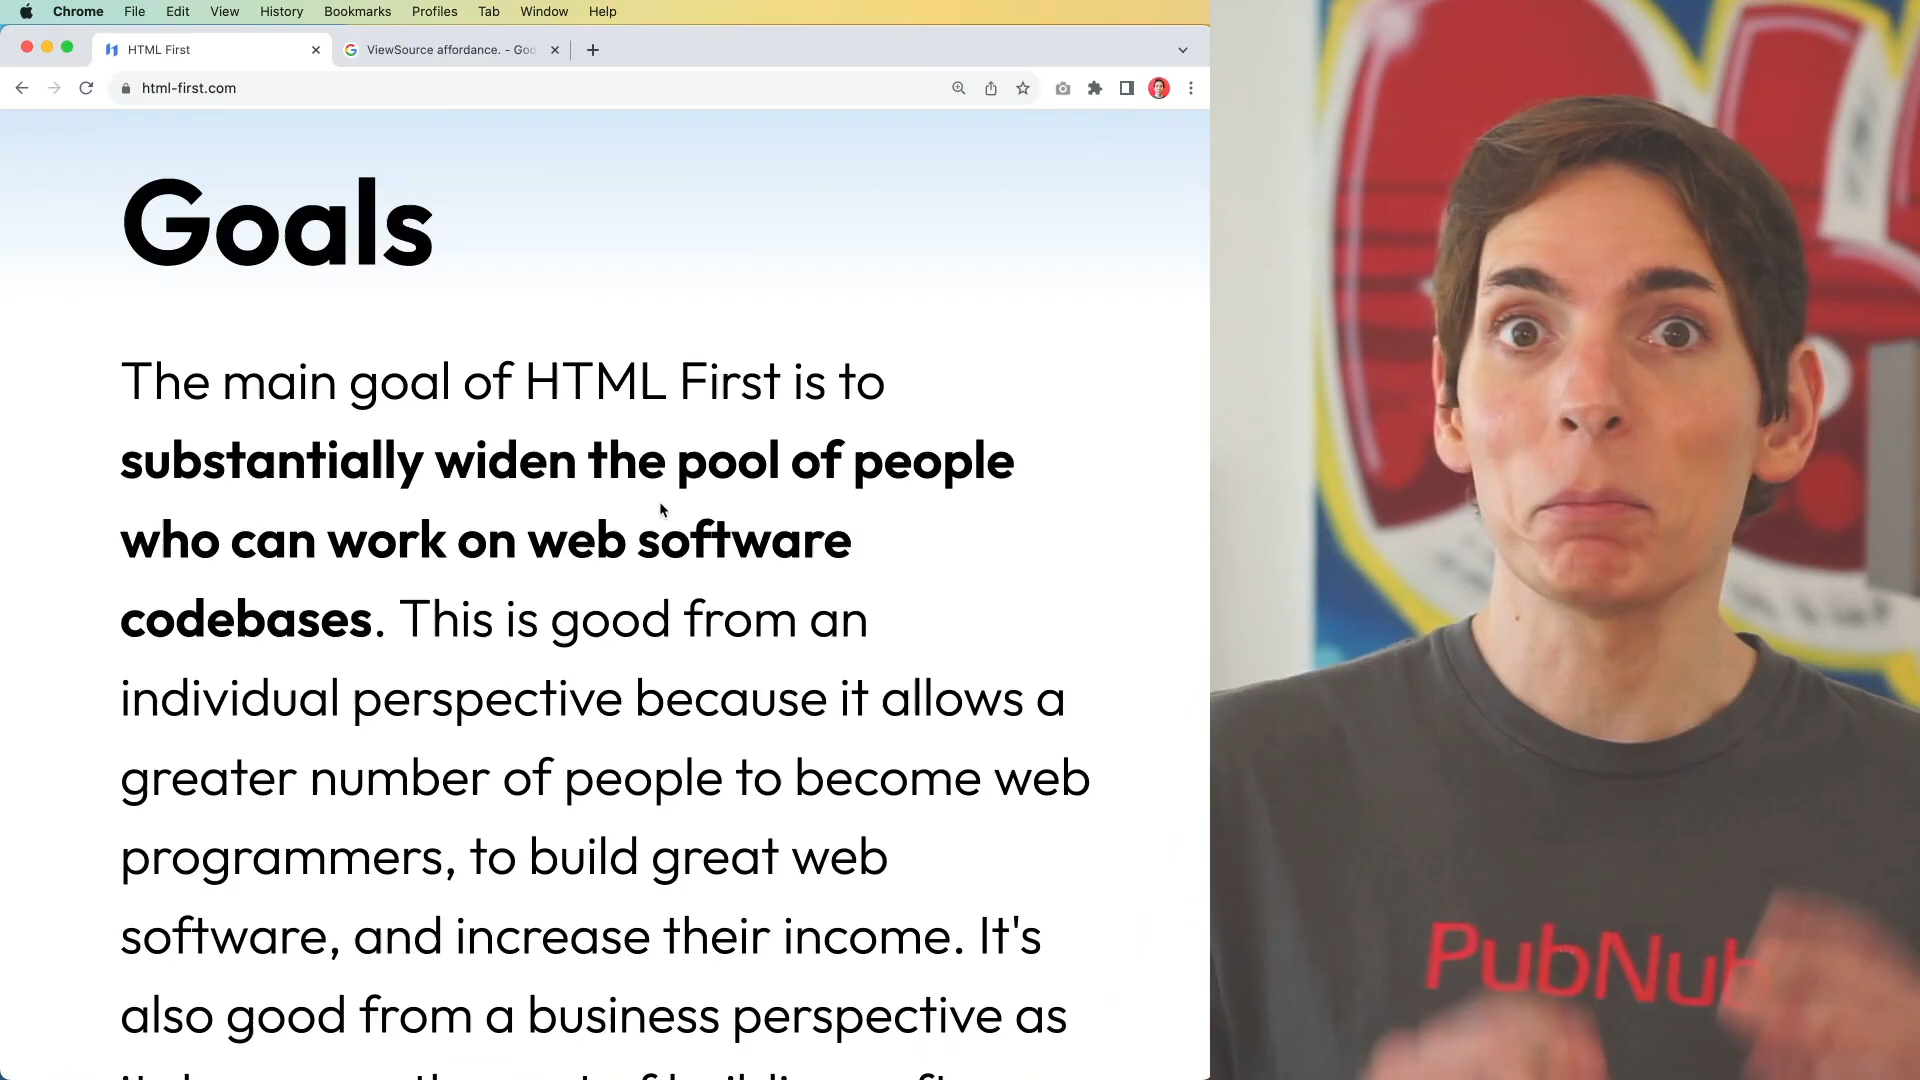 Chrome File Edit View History Bookmarks Profiles Tab Window Help
HTML First
ViewSource affordance. - Goo
html-first.com
Goals
The main goal of HTML First is to
substantially widen the pool of people
who can work on web software
codebases. This is good from an
individual perspective because it allows a
greater number of people to become web
programmers, to build great web
software, and increase their income. It's
also good from a business perspective as
PubNub